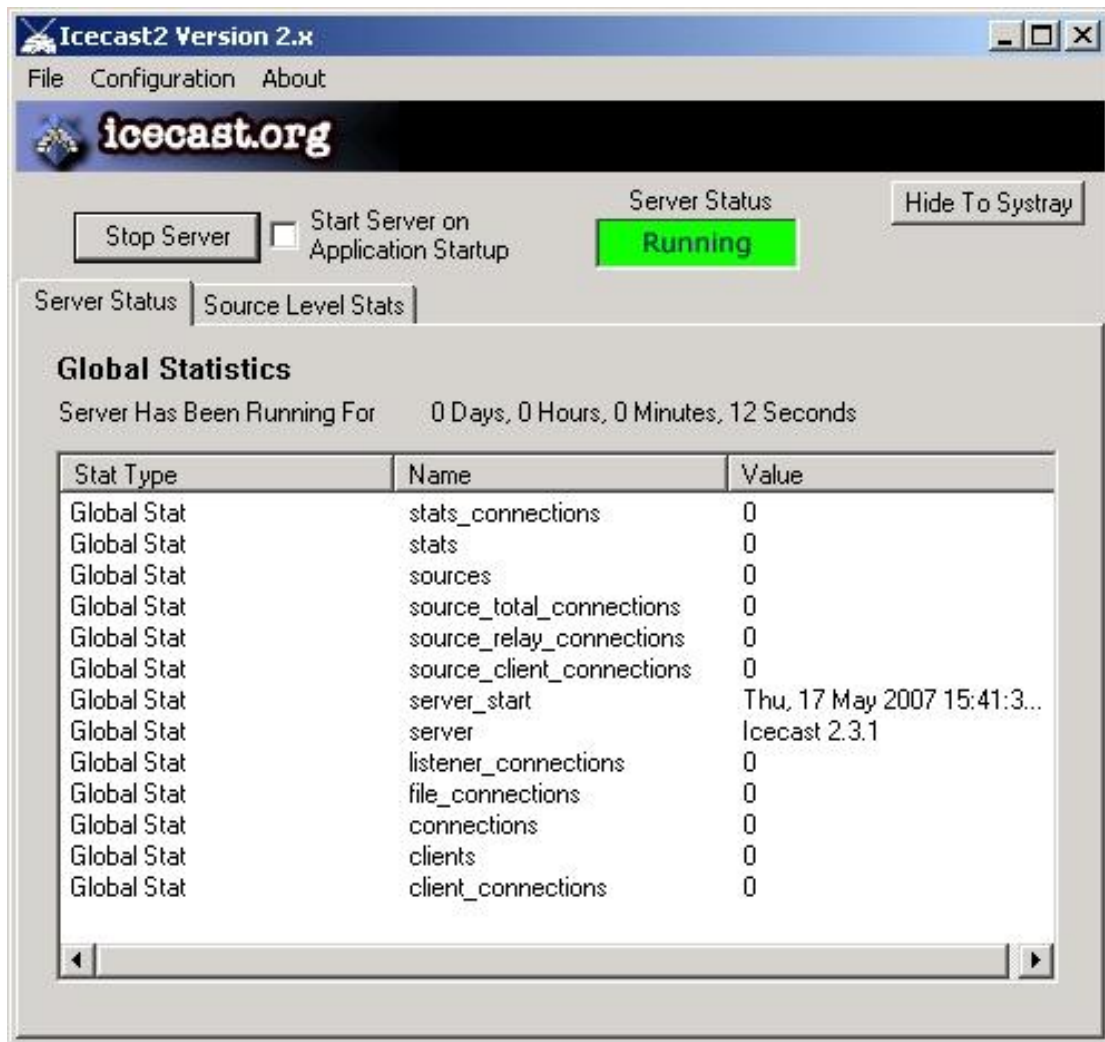 Icecast2 Version 2.x
File Configuration About
icecast.org
Stop Server
Start Server on
Application Startup
Server Status
Running
Hide To Systray
Server Status Source Level Stats
Global Statistics
Server Has Been Running For 0 Days, 0 Hours, 0 Minutes, 12 Seconds
Stat Type Name Value
Global Stat stats_connections 0
Global Stat stats 0
Global Stat sources 0
Global Stat source_total_connections 0
Global Stat source_relay_connections 0
Global Stat source_client_connections 0
Global Stat server_start Thu, 17 May 2007 15:41:3...
Global Stat server Icecast 2.3.1
Global Stat listener_connections 0
Global Stat file_connections 0
Global Stat connections 0
Global Stat clients 0
Global Stat client_connections 0